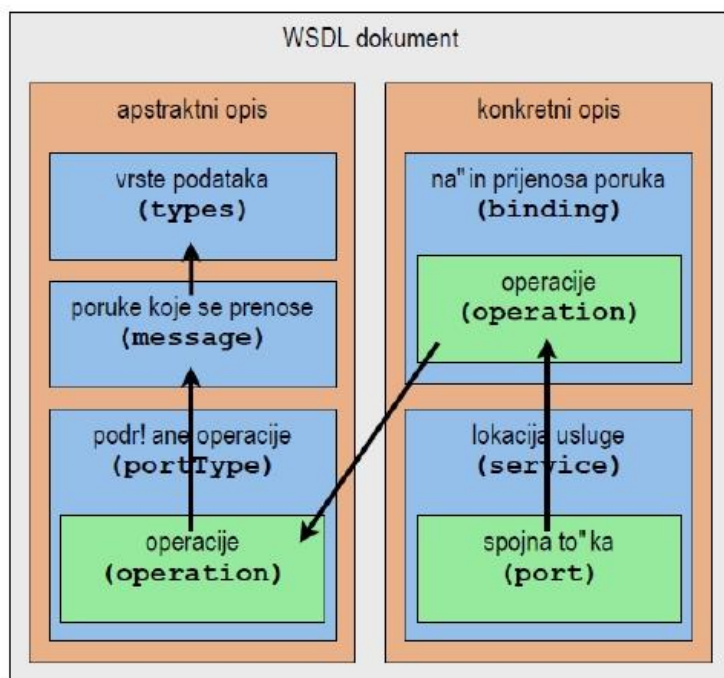 WSDL dokument
apstraktni opis
vrste podataka
(types)
poruke koje se prenose
(message)
podr! ane operacije
(portType)
operacije
(operation)
konkretni opis
na" in prijenosa poruka
(binding)
operacije
(operation)
lokacija usluge
(service)
spojna to" ka
(port)